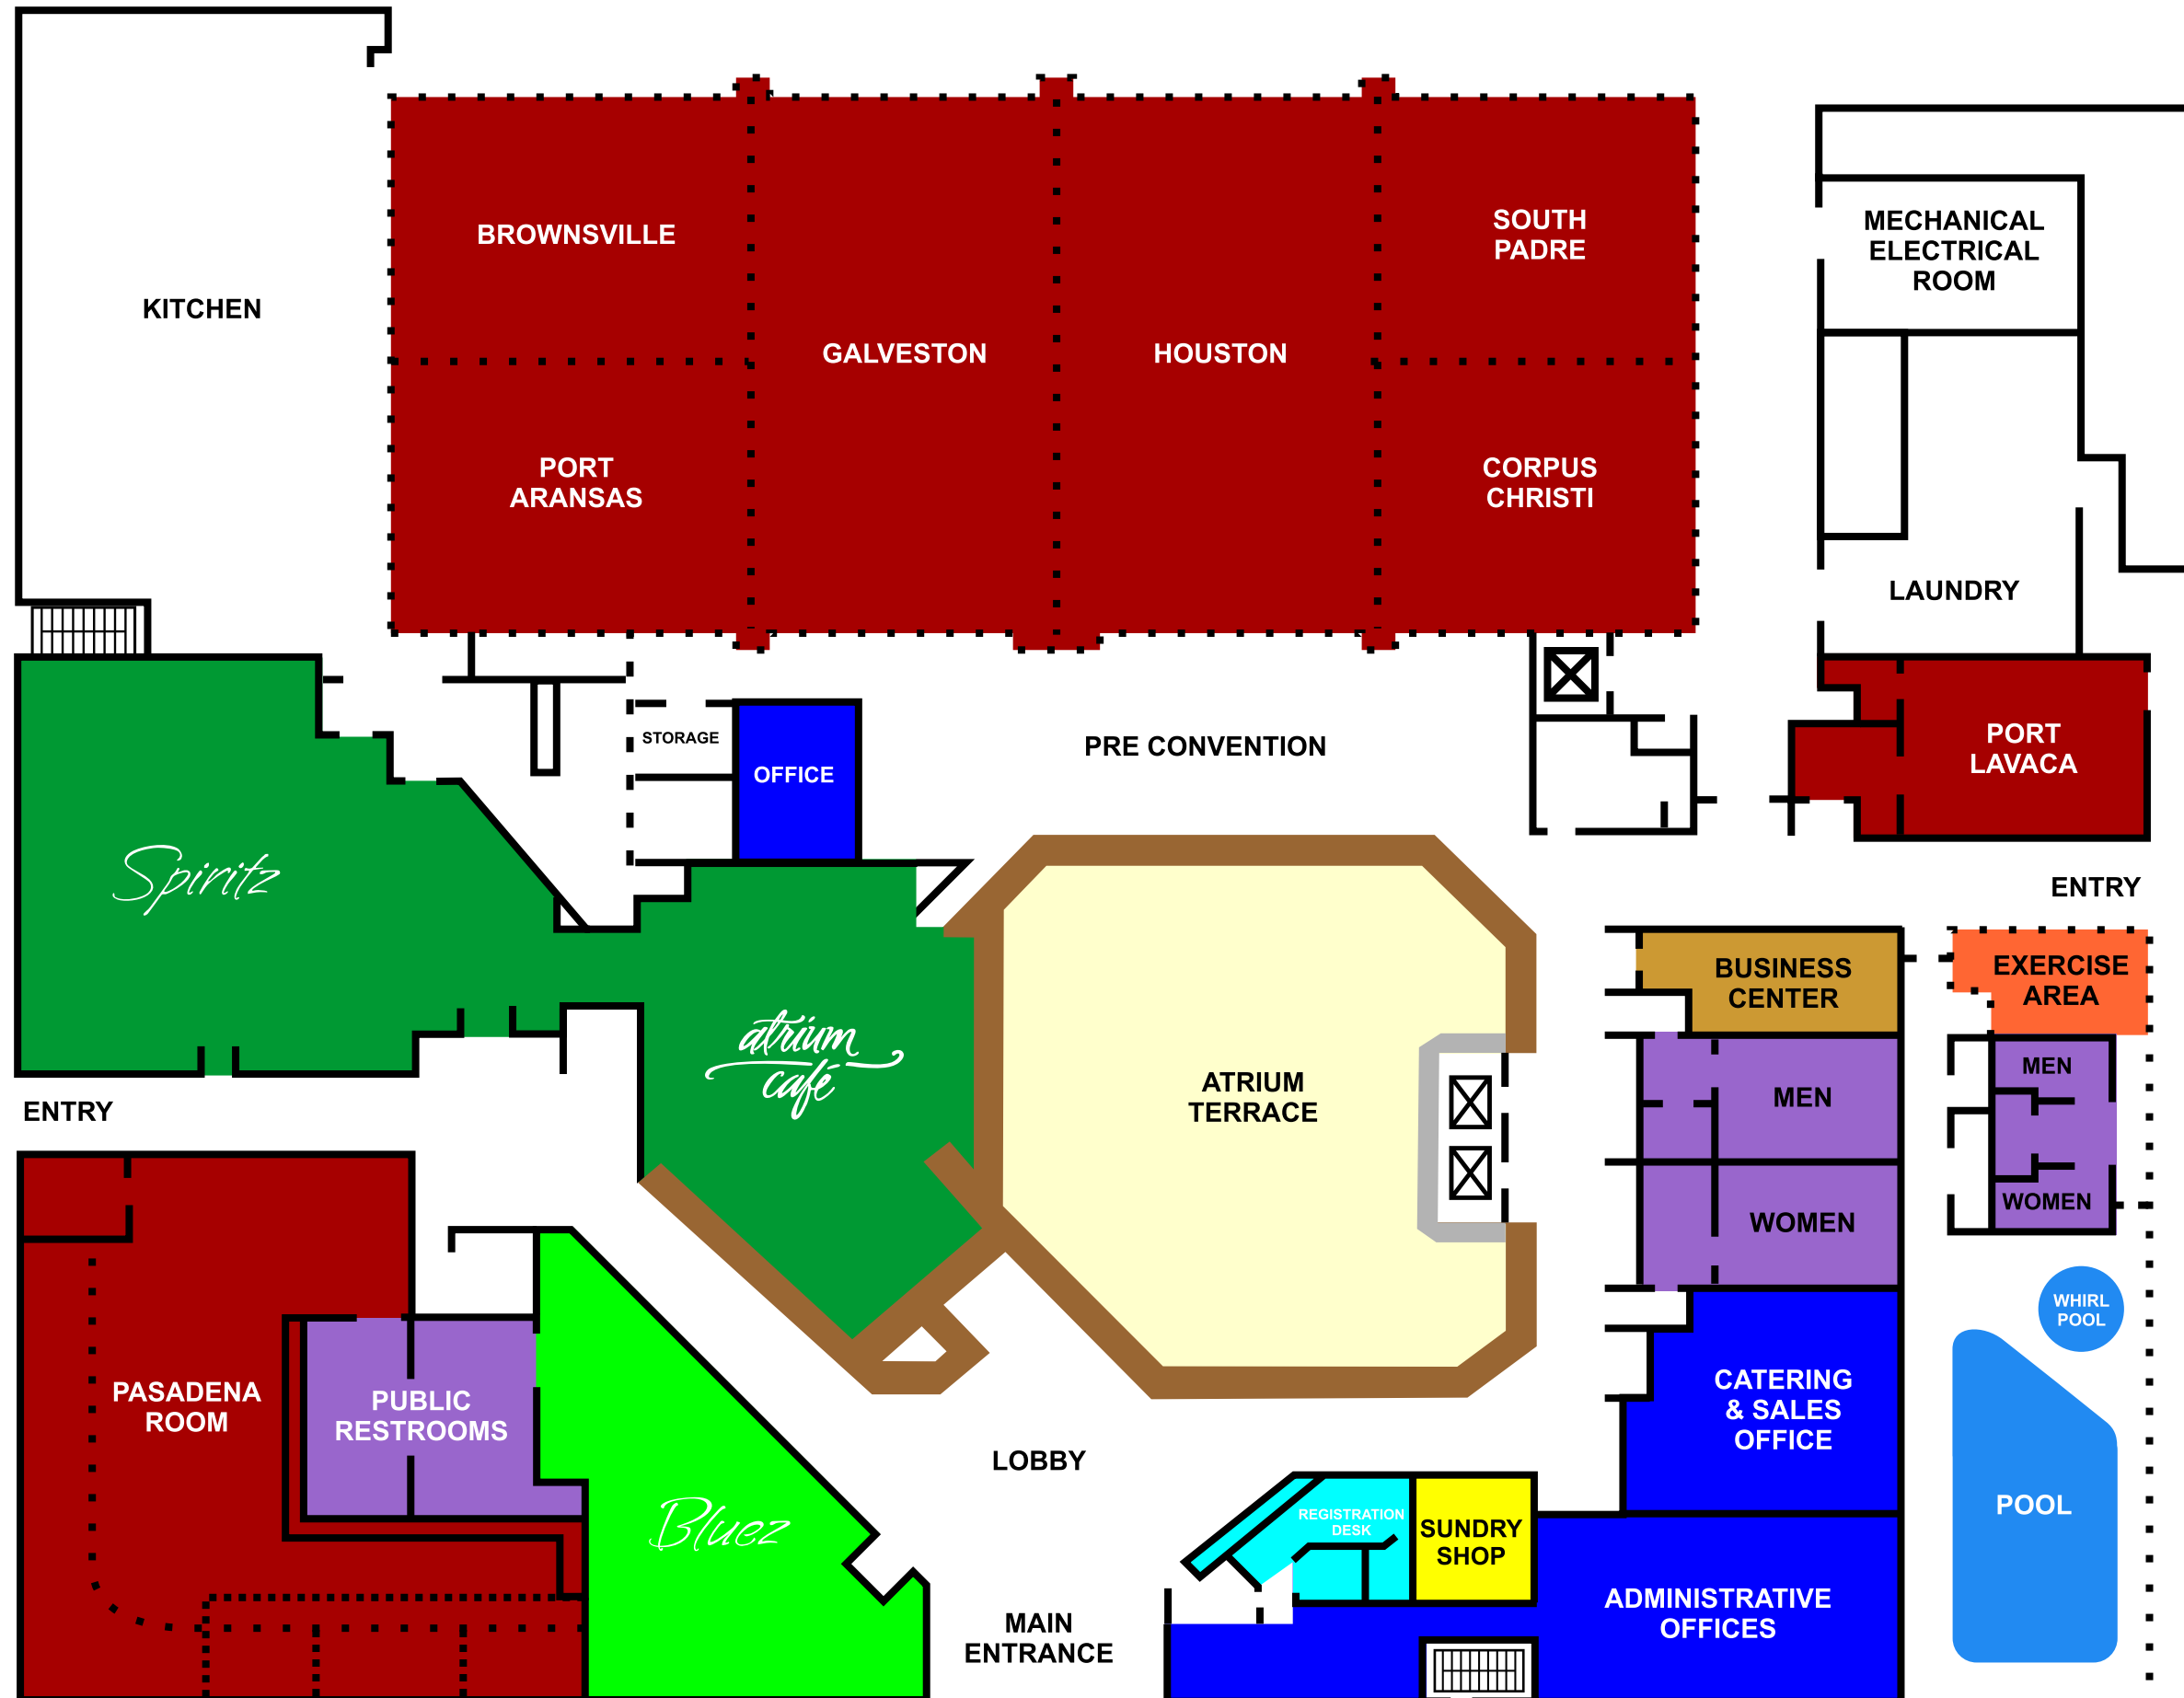 KITCHEN
BROWNSVILLE
PORT
ARANSAS
GALVESTON
HOUSTON
SOUTH
PADRE
CORPUS
CHRISTI
MECHANICAL
ELECTRICAL
ROOM
LAUNDRY
PORT
LAVACA
STORAGE
OFFICE
PRE CONVENTION
Spiritz
atrium
café
ATRIUM
TERRACE
ENTRY
BUSINESS
CENTER
EXERCISE
AREA
MEN
WOMEN
MEN
WOMEN
ENTRY
PASADENA
ROOM
PUBLIC
RESTROOMS
Bluez
LOBBY
MAIN
ENTRANCE
REGISTRATION
DESK
SUNDRY
SHOP
CATERING
& SALES
OFFICE
ADMINISTRATIVE
OFFICES
WHIRL
POOL
POOL